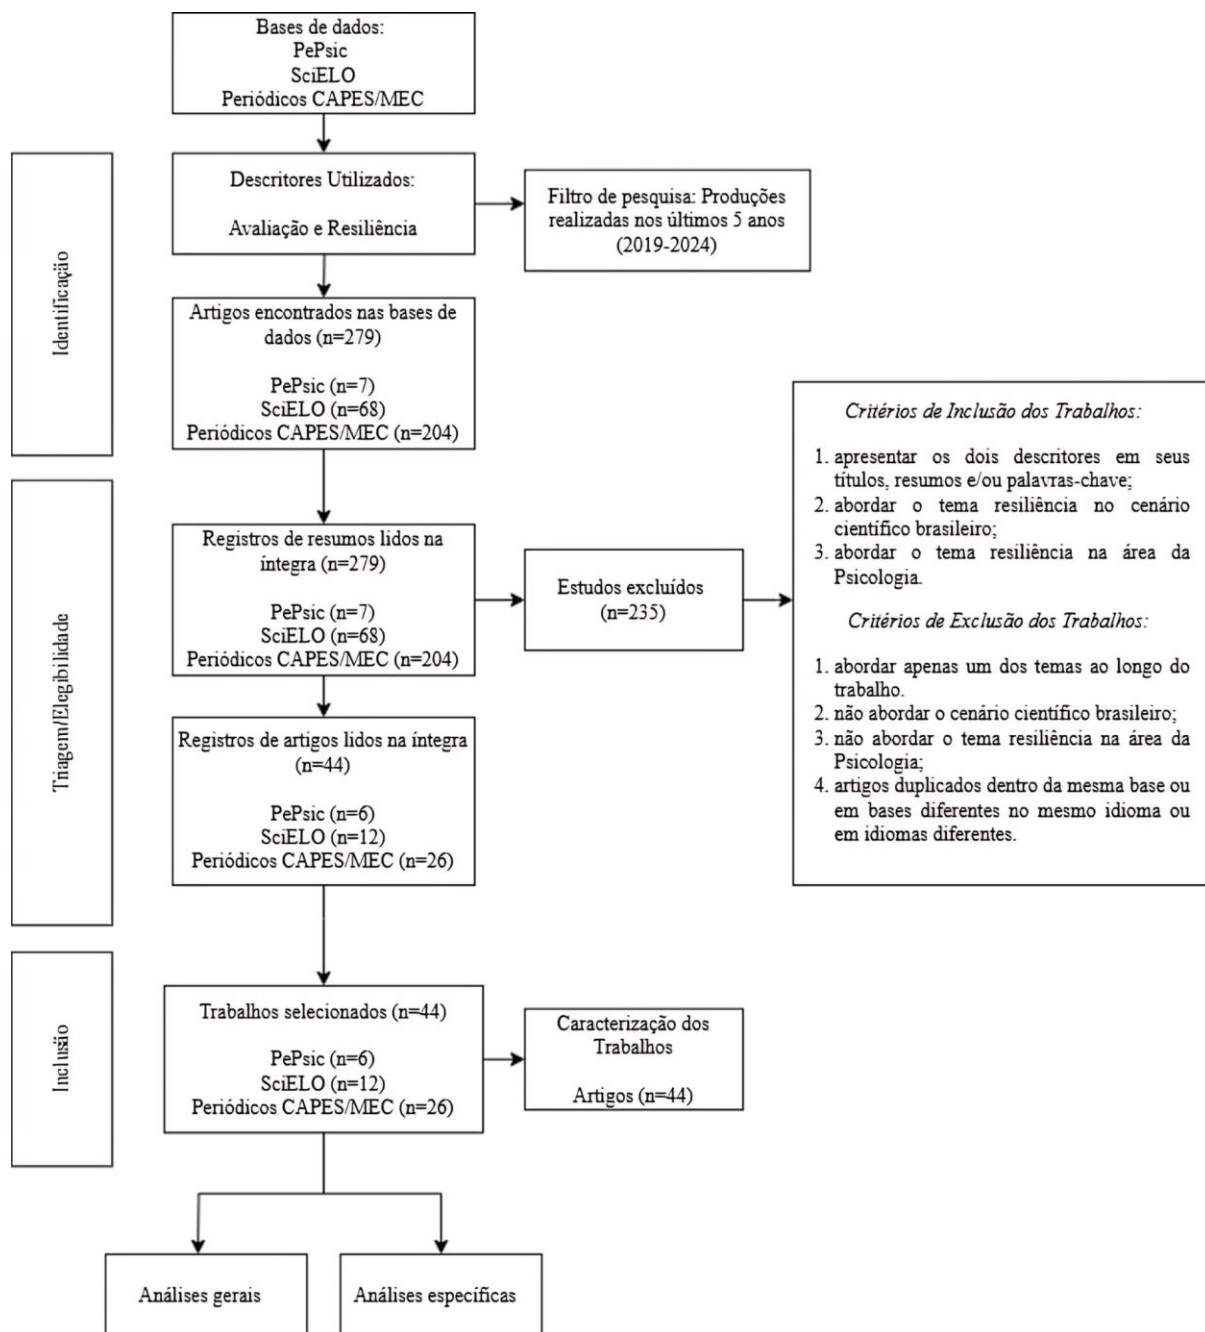 Bases de dados:
PePsic
SciELO
Periódicos CAPES/MEC
Identificação
Descritores Utilizados:
Avaliação e Resiliência
Filtro de pesquisa: Produções
realizadas nos últimos 5 anos
(2019-2024)
Artigos encontrados nas bases de
dados (n=279)
PePsic (n=7)
SciELO (n=68)
Periódicos CAPES/MEC (n=204)
Triagem/Elegibilidade
Registros de resumos lidos na
íntegra (n=279)
PePsic (n=7)
SciELO (n=68)
Periódicos CAPES/MEC (n=204)
Estudos excluídos
(n=235)
Critérios de Inclusão dos Trabalhos:
1. apresentar os dois descritores em seus
títulos, resumos e/ou palavras-chave;
2. abordar o tema resiliência no cenário
científico brasileiro;
3. abordar o tema resiliência na área da
Psicologia.
Critérios de Exclusão dos Trabalhos:
1. abordar apenas um dos temas ao longo do
trabalho.
2. não abordar o cenário científico brasileiro;
3. não abordar o tema resiliência na área da
Psicologia;
4. artigos duplicados dentro da mesma base ou
em bases diferentes no mesmo idioma ou
em idiomas diferentes.
Registros de artigos lidos na íntegra
(n=44)
PePsic (n=6)
SciELO (n=12)
Periódicos CAPES/MEC (n=26)
Inclusão
Trabalhos selecionados (n=44)
PePsic (n=6)
SciELO (n=12)
Periódicos CAPES/MEC (n=26)
Caracterização dos
Trabalhos
Artigos (n=44)
Análises gerais
Análises específicas